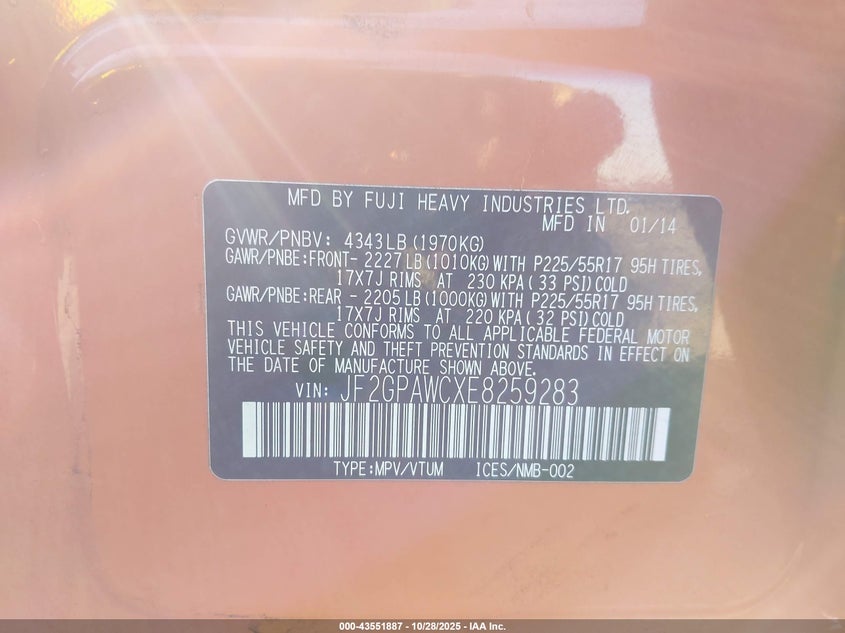 MFD BY FUJI HEAVY INDUSTRIES LTD.
MFD IN 01/14
GVWR/PNBV: 4343LB(1970KG)
GAWR/PNBE:FRONT- 2227LB(1010KG)WITH P225/55R17 95H TIRES,
17X7J RIMS AT 230 KPA(33 PSI)COLD
GAWR/PNBE:REAR - 2205LB(1000KG)WITH P225/55R17 95H TIRES,
17X7J RIMS AT 220 KPA(32 PSI)COLD
THIS VEHICLE CONFORMS TO ALL APPLICABLE FEDERAL MOTOR
VEHICLE SAFETY AND THEFT PREVENTION STANDARDS IN EFFECT ON
THE DATE OF MANUFACTURE SHOWN ABOVE.
VIN: JF2GPAWCXE8259283
TYPE:MPV/VTUM ICES/NMB-002
000-43551887 - 10/28/2025 - IAA Inc.